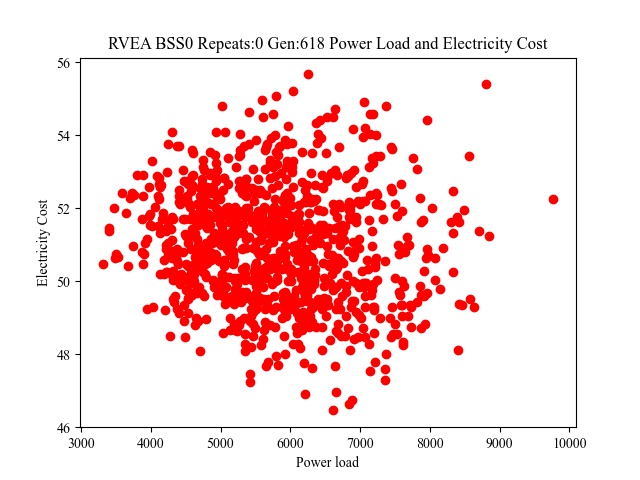 RVEA BSS0 Repeats:0 Gen:618 Power Load and Electricity Cost
56
54
52
50
48
46
Electricity Cost
3000 4000 5000 6000 7000 8000 9000 10000
Power load